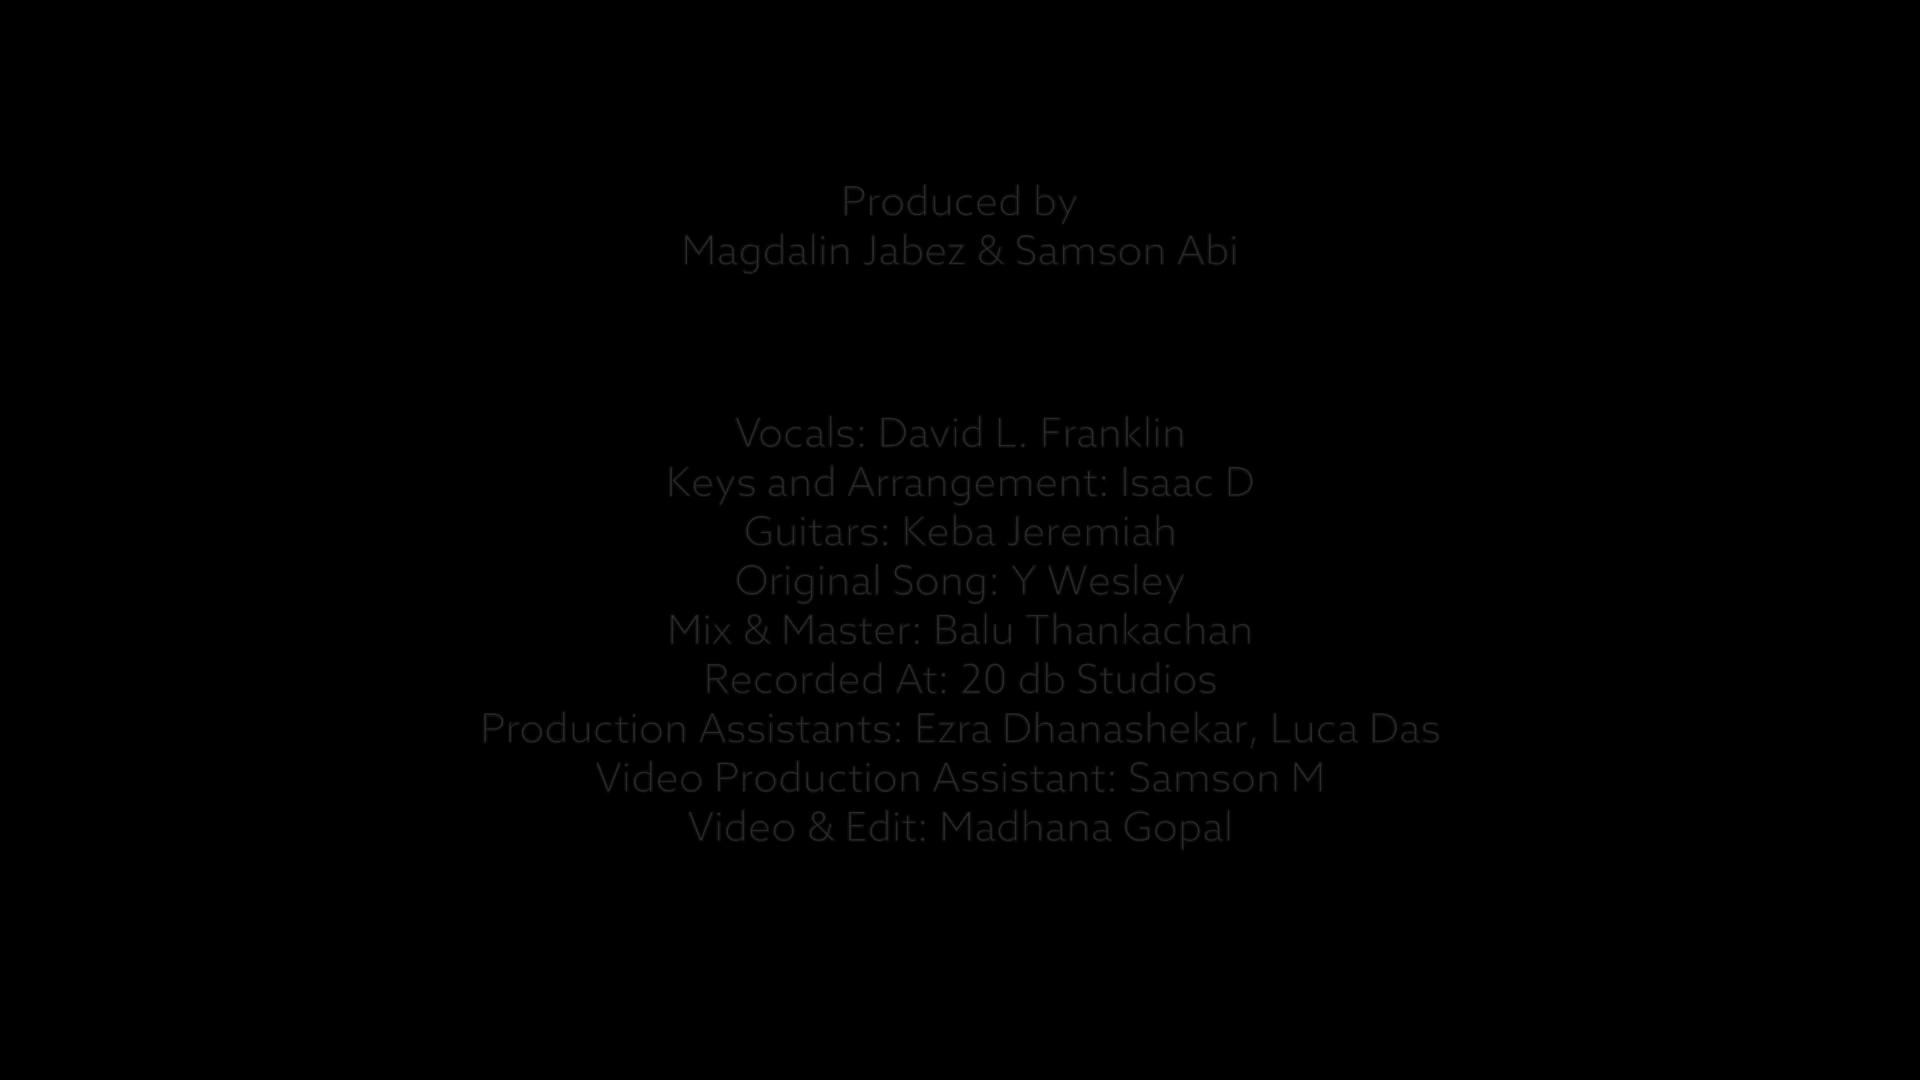 Produced by
Magdalin Jabez & Samson Abi
Vocals: David L. Franklin
Keys and Arrangement: Isaac D
Guitars: Keba Jeremiah
Original Song: Y Wesley
Mix & Master: Balu Thankachan
Recorded At: 20 db Studios
Production Assistants: Ezra Dhanashekar, Luca Das
Video Production Assistant: Samson M
Video & Edit: Madhana Gopal